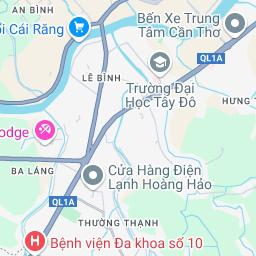 AN BÌNH
Bến Xe Trung
Tâm Cần Thơ
ổi Cái Răng
QL1A
LÊ BÌNH
Trường Đại
Học Tây Đô
HƯNG T
odge
BA LÁNG
Cửa Hàng Điện
Lạnh Hoàng Hảo
QL1A
THƯỜNG THẠNH
H
Bệnh viện Đa khoa số 10